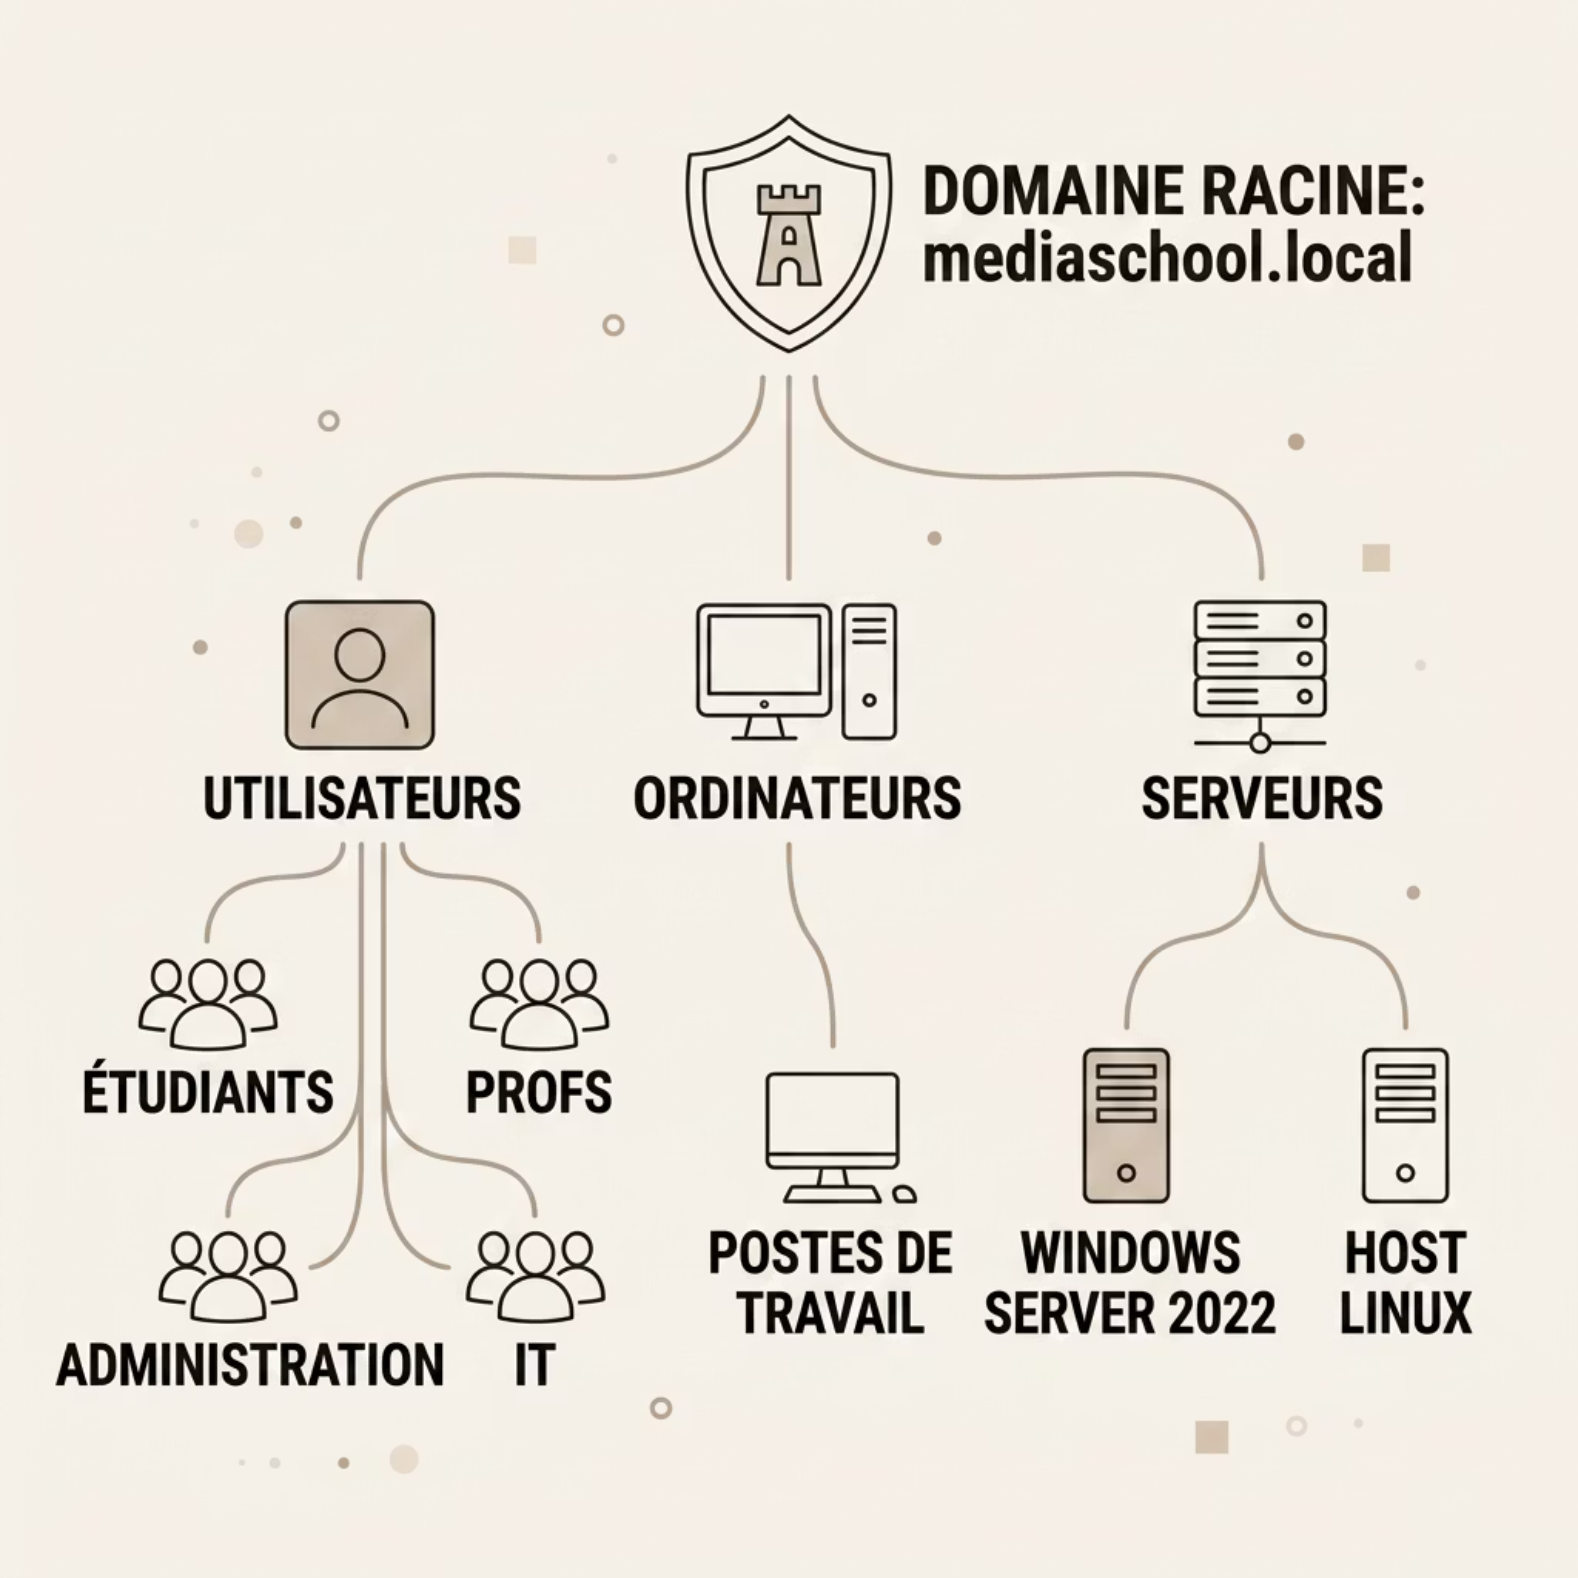 DOMAINE RACINE:
mediaschool.local
UTILISATEURS
ORDINATEURS
SERVEURS
ÉTUDIANTS
PROFS
ADMINISTRATION
IT
POSTES DE
TRAVAIL
WINDOWS
SERVER 2022
HOST
LINUX